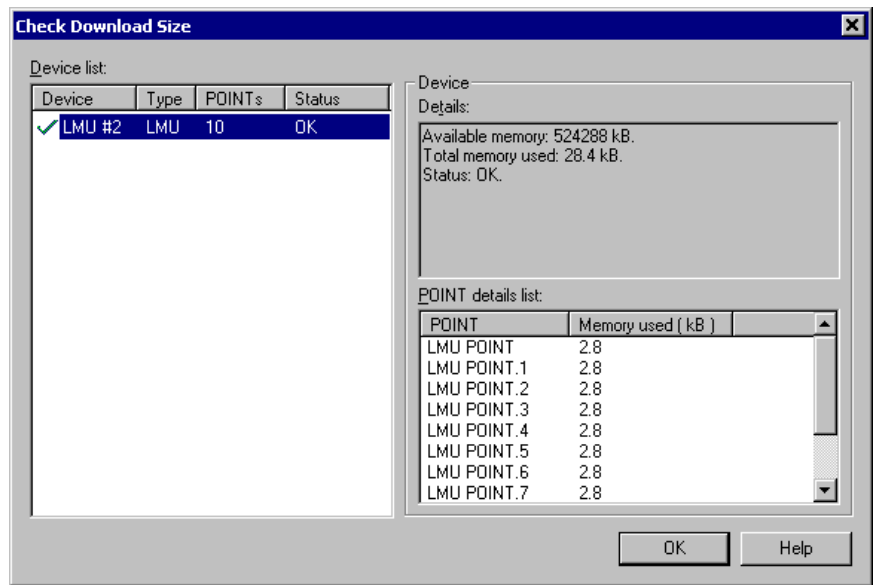 Check Download Size
Device list:
Device Type POINTs Status
LMU #2 LMU 10 OK
Device
Details:
Available memory: 524288 kB.
Total memory used: 28.4 kB.
Status: OK.
POINT details list:
POINT Memory used ( kB )
LMU POINT 2.8
LMU POINT.1 2.8
LMU POINT.2 2.8
LMU POINT.3 2.8
LMU POINT.4 2.8
LMU POINT.5 2.8
LMU POINT.6 2.8
LMU POINT.7 2.8
OK Help